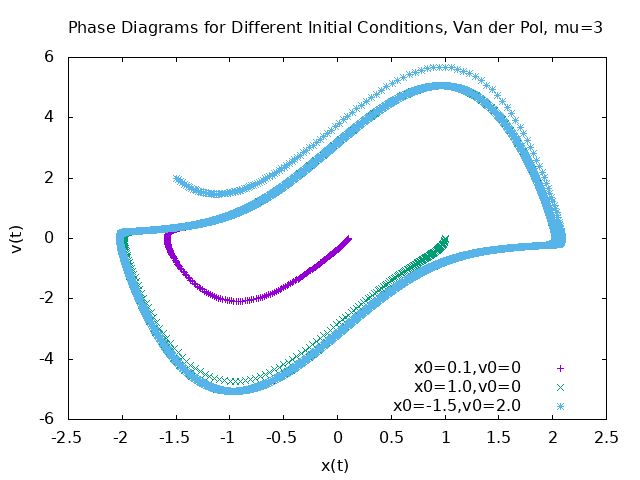 Phase Diagrams for Different Initial Conditions, Van der Pol, mu=3
6
4
2
0
-2
-4
-6
v(t)
x0=0.1,v0=0
x0=1.0,v0=0
x0=-1.5,v0=2.0
-2.5 -2 -1.5 -1 -0.5 0 0.5 1 1.5 2 2.5
x(t)